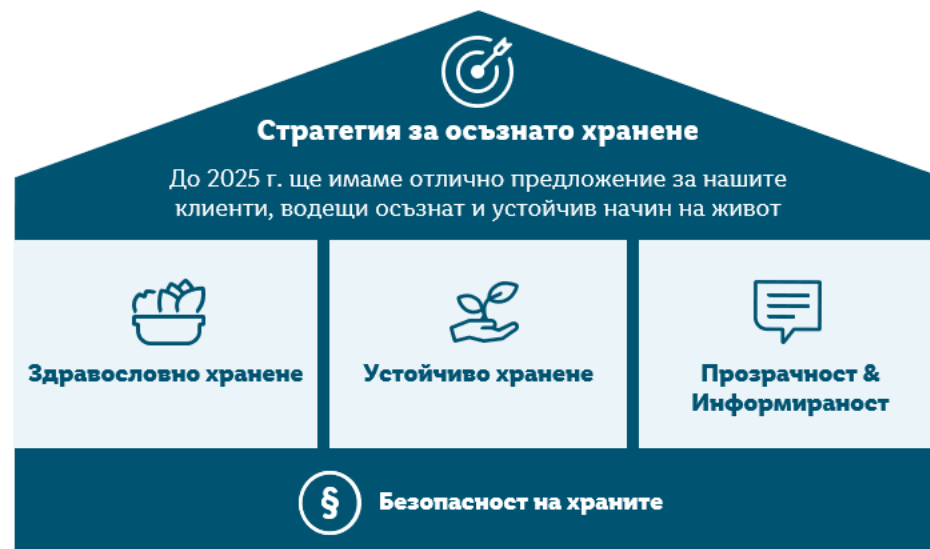 Стратегия за осъзнато хранене
До 2025 г. ще имаме отлично предложение за нашите
клиенти, водещи осъзнат и устойчив начин на живот
Здравословно хранене
Устойчиво хранене
Прозрачност &
Информираност
§
Безопасност на храните